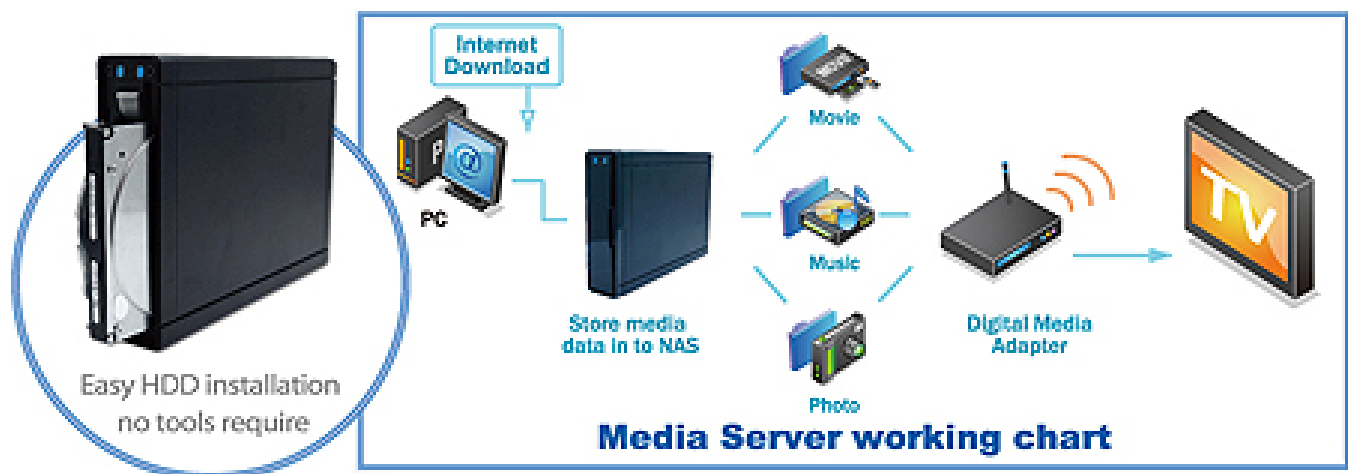 Internet
Download
PC
Movie
Music
Photo
Store media
data in to NAS
Digital Media
Adapter
TV
Easy HDD installation
no tools require
Media Server working chart